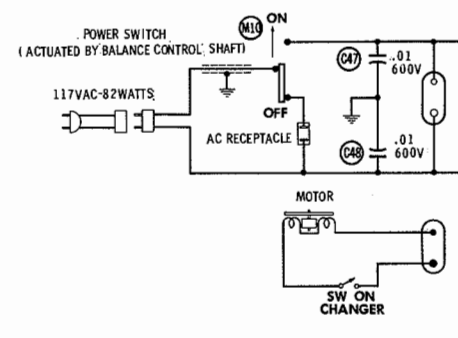 M10
ON
POWER SWITCH
(ACTUATED BY BALANCE CONTROL SHAFT)
C47
.01
600V
117VAC-82WATTS
OFF
AC RECEPTACLE
C48
.01
600V
MOTOR
SW ON
CHANGER